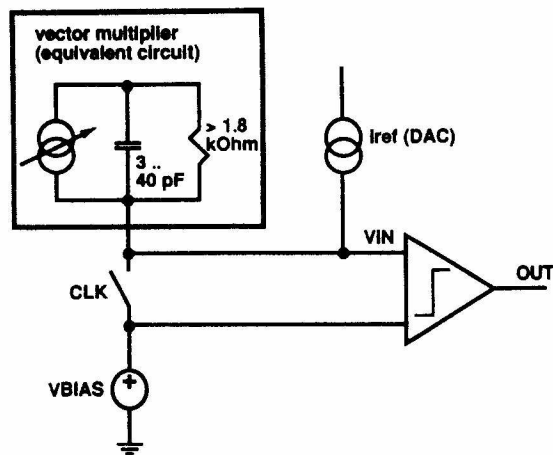 vector multiplier
(equivalent circuit)
> 1.8
kOhm
3 ..
40 pF
Iref (DAC)
VIN
OUT
CLK
VBIAS
+